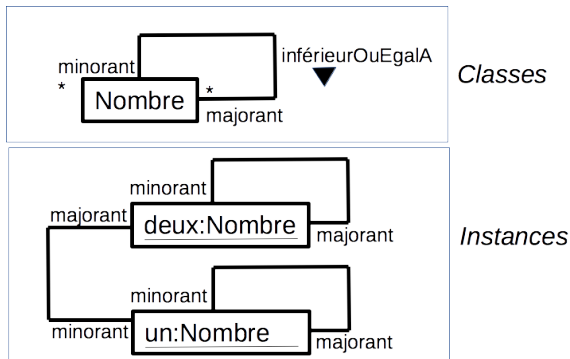 inférieurOuEgalA
minorant
*
Nombre
*
majorant
Classes
minorant
majorant
deux:Nombre
majorant
Instances
minorant
minorant
un:Nombre
majorant